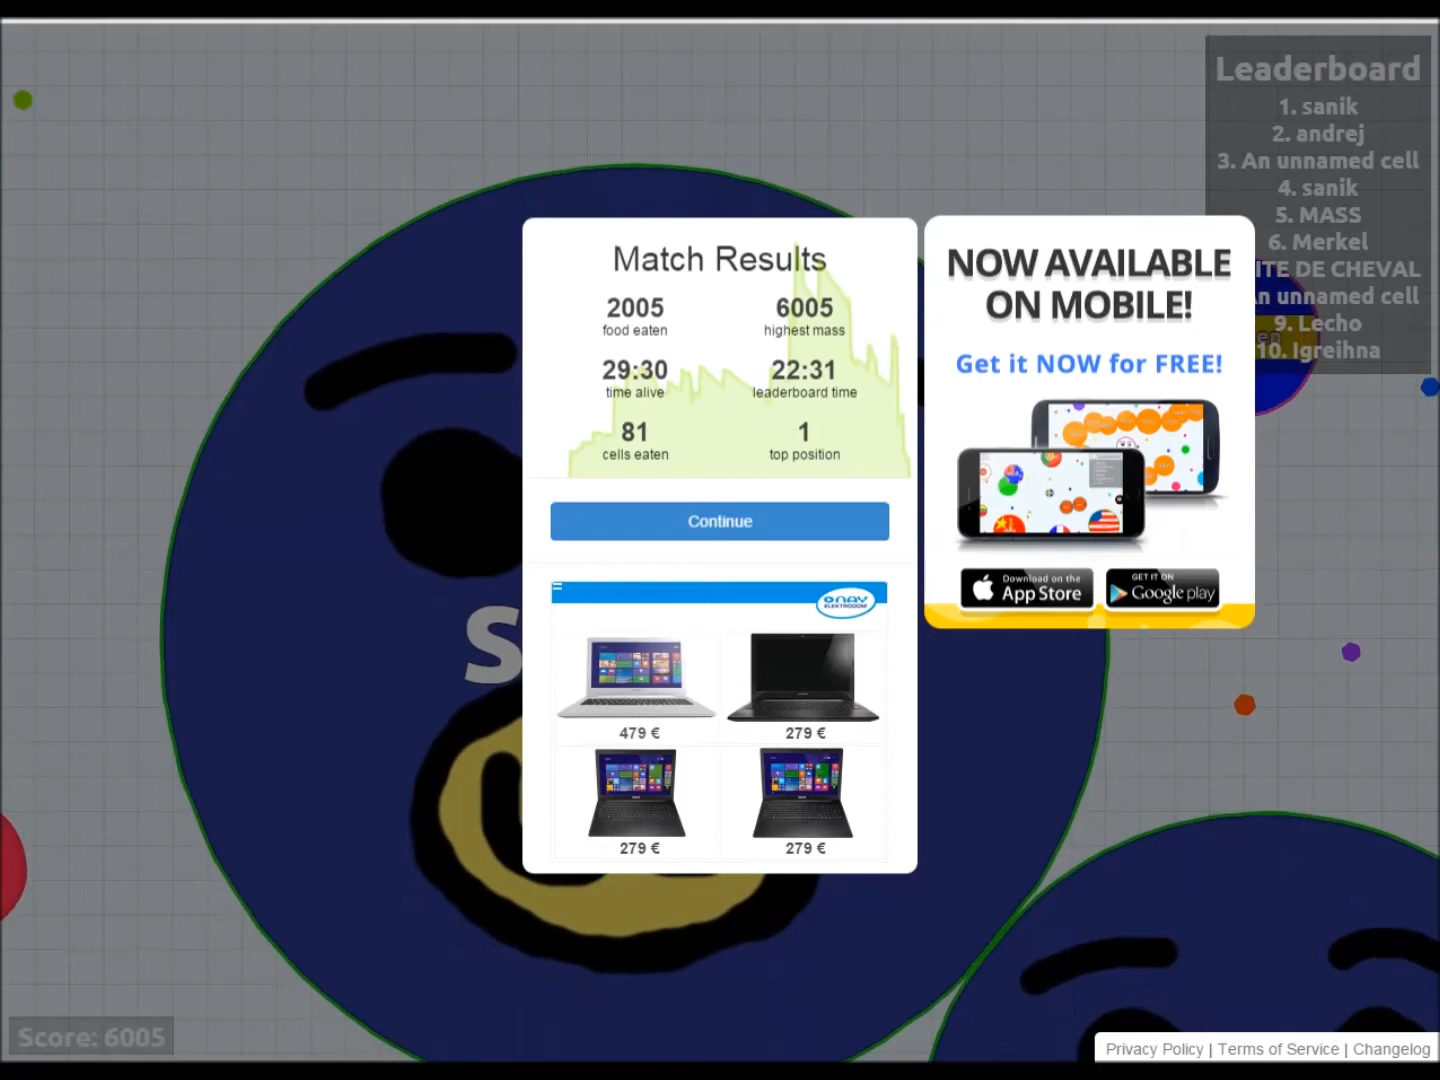 Leaderboard
1. sanik
2. andrej
3. An unnamed cell
4. sanik
5. MASS
6. Merkel
DE CHEVAL
unnamed cell
9. Lecho
10. Igreihna
Match Results
2005
food eaten
6005
highest mass
29:30
time alive
22:31
leaderboard time
81
cells eaten
1
top position
Continue
NAY
ELEKTRODOM
479 €
279 €
279 €
279 €
NOW AVAILABLE
ON MOBILE!
Get it NOW for FREE!
Download on the
App Store
GET IT ON
Google play
S
Score: 6005
Privacy Policy | Terms of Service | Changelog